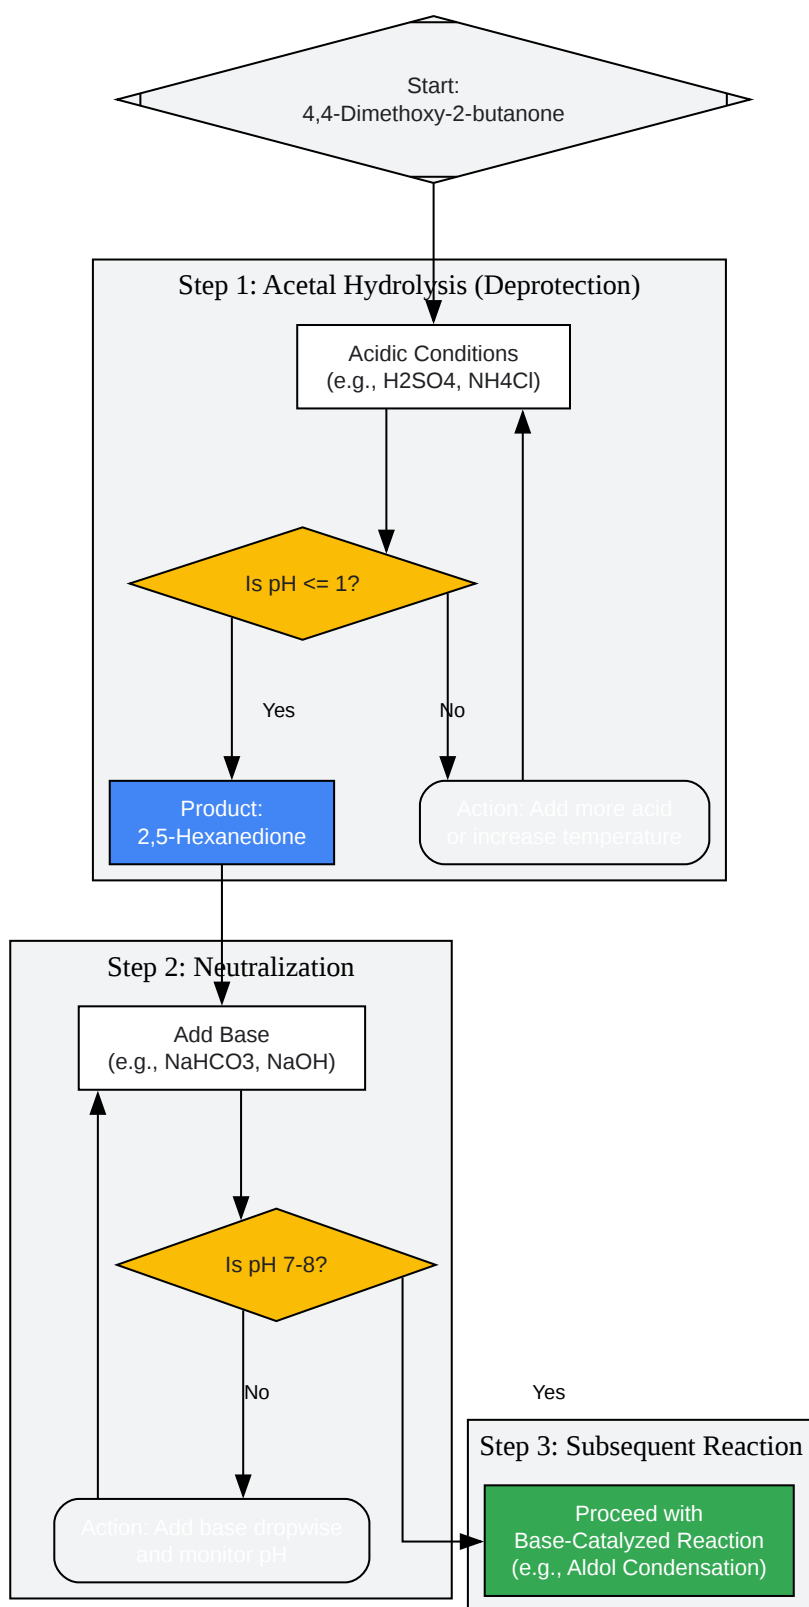 Start:
4,4-Dimethoxy-2-butanone
Step 1: Acetal Hydrolysis (Deprotection)
Acidic Conditions
(e.g., H2SO4, NH4Cl)
Is pH <= 1?
Yes
No
Product:
2,5-Hexanedione
Action: Add more acid
or increase temperature
Step 2: Neutralization
Add Base
(e.g., NaHCO3, NaOH)
Is pH 7-8?
No
Yes
Action: Add base dropwise
and monitor pH
Step 3: Subsequent Reaction
Proceed with
Base-Catalyzed Reaction
(e.g., Aldol Condensation)